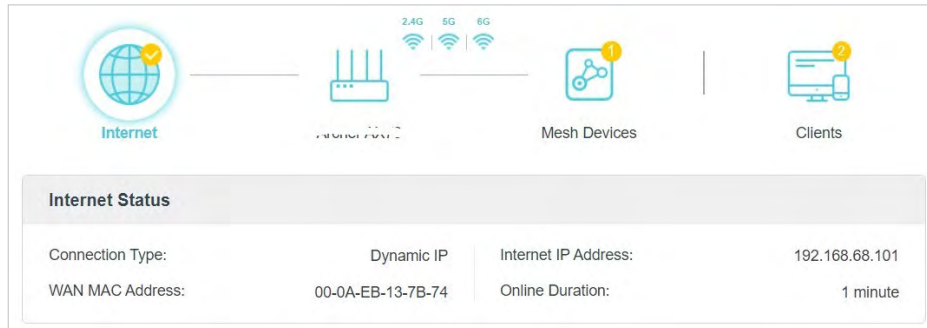 2.4G 5G 6G
1
2
Internet
Mesh Devices
Clients
Internet Status
Connection Type: Dynamic IP
Internet IP Address: 192.168.68.101
WAN MAC Address: 00-0A-EB-13-7B-74
Online Duration: 1 minute